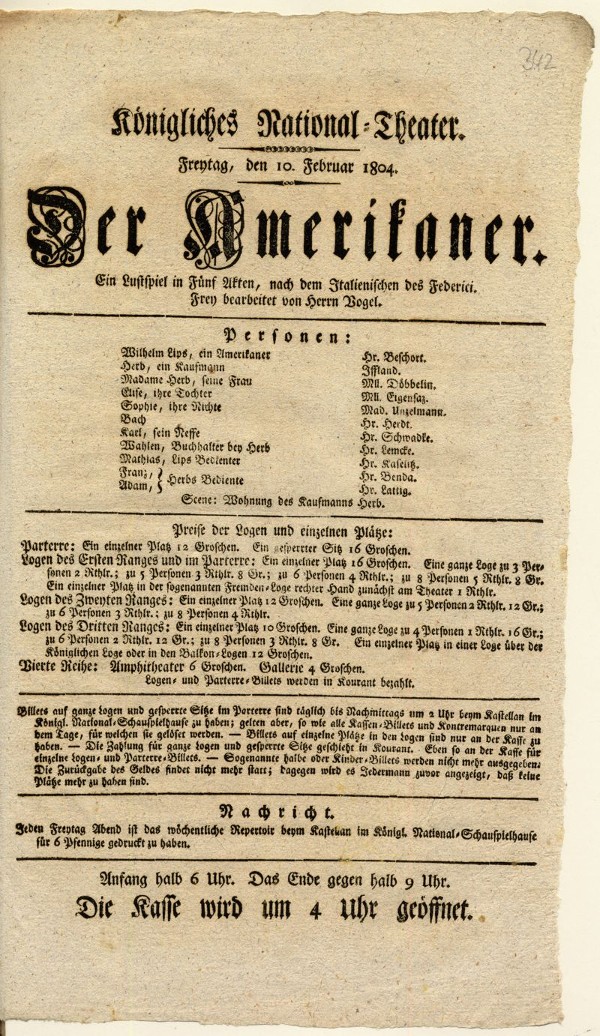 342
Königliches National-Theater.
Freytag, den 10. Februar 1804.
Der Amerikaner.
Ein Lustspiel in Fünf Akten, nach dem Italienischen des Federici.
Frey bearbeitet von Herrn Vogel.
Personen:
Wilhelm Lips, ein Amerikaner Hr. Beschort.
Herb, ein Kaufmann Iffland.
Madame Herb, seine Frau Mll. Döbbelin.
Elise, ihre Tochter Mll. Eigensaz.
Sophie, ihre Nichte Mad. Unzelmann.
Bach Hr. Herdt.
Karl, sein Neffe Hr. Schwadke.
Wahlen, Buchhalter bey Herb Hr. Lemcke.
Mathias, Lips Bedienter Hr. Kaselitz.
Franz, } Herbs Bediente Hr. Benda.
Adam, } Hr. Lattig.
Scene: Wohnung des Kaufmanns Herb.
Preise der Logen und einzelnen Plätze:
Parterre: Ein einzelner Platz 12 Groschen. Ein gesperrter Sitz 16 Groschen.
Logen des Ersten Ranges und im Parterre: Ein einzelner Platz 16 Groschen. Eine ganze Loge zu 3 Per-
sonen 2 Rthlr.; zu 5 Personen 3 Rthlr. 8 Gr.; zu 6 Personen 4 Rthlr.; zu 8 Personen 5 Rthlr. 8 Gr.
Ein einzelner Platz in der sogenannten Fremden-Loge rechter Hand zunächst am Theater 1 Rthlr.
Logen des Zweyten Ranges: Ein einzelner Platz 12 Groschen. Eine ganze Loge zu 5 Personen 2 Rthlr. 12 Gr.;
zu 6 Personen 3 Rthlr.; zu 8 Personen 4 Rthlr.
Logen des Dritten Ranges: Ein einzelner Platz 10 Groschen. Eine ganze Loge zu 4 Personen 1 Rthlr. 16 Gr.;
zu 6 Personen 2 Rthlr. 12 Gr.; zu 8 Personen 3 Rthlr. 8 Gr. Ein einzelner Platz in einer Loge über der
Königlichen Loge oder in den Balkon-Logen 12 Groschen.
Vierte Reihe: Amphitheater 6 Groschen. Gallerie 4 Groschen.
Logen- und Parterre-Billets werden in Kourant bezahlt.
Billets auf ganze Logen und gesperrte Sitze im Parterre sind täglich bis Nachmittags um 2 Uhr beym Kastellan im
Königl. National-Schauspielhause zu haben; gelten aber, so wie alle Kassen-Billets und Kontremarquen nur an
dem Tage, für welchen sie gelöset werden. — Billets auf einzelne Plätze in den Logen sind nur an der Kasse zu
haben. — Die Zahlung für ganze Logen und gesperrte Sitze geschieht in Kourant. Eben so an der Kasse für
einzelne Logen- und Parterre-Billets. — Sogenannte halbe oder Kinder-Billets werden nicht mehr ausgegeben.
Die Zurückgabe des Geldes findet nicht mehr statt; dagegen wird es Jedermann zuvor angezeigt, daß keine
Plätze mehr zu haben sind.
Nachricht.
Jeden Freytag Abend ist das wöchentliche Repertoir beym Kastellan im Königl. National-Schauspielhause
für 6 Pfennige gedruckt zu haben.
Anfang halb 6 Uhr. Das Ende gegen halb 9 Uhr.
Die Kasse wird um 4 Uhr geöffnet.